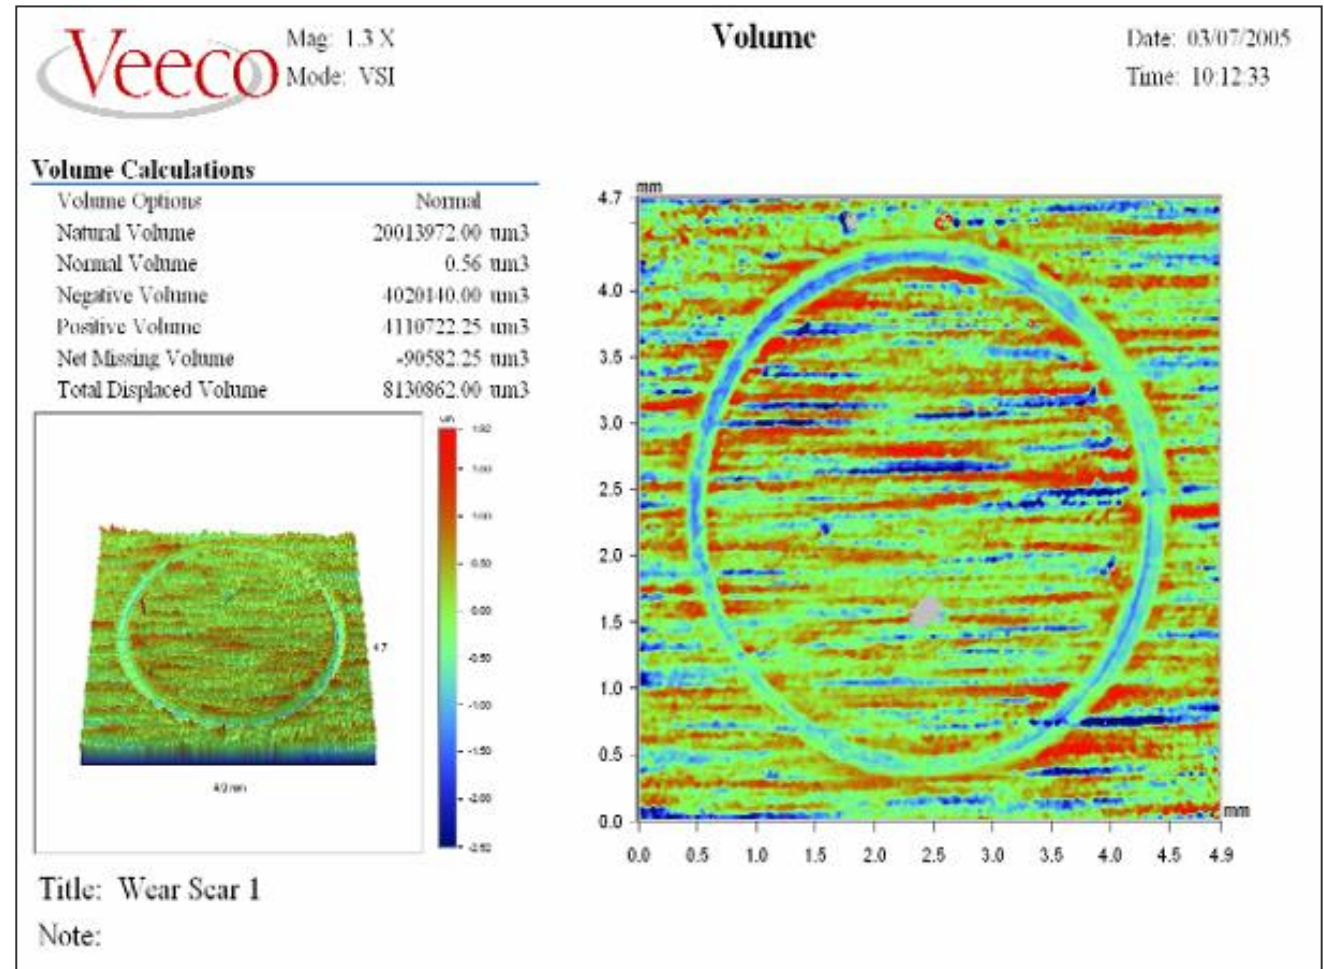 Veeco
Mag: 1.3 X
Mode: VSI
Volume
Date: 03/07/2005
Time: 10:12:33
Volume Calculations
Volume Options Normal
Natural Volume 20013972.00 um3
Normal Volume 0.56 um3
Negative Volume 4020140.00 um3
Positive Volume 4110722.25 um3
Net Missing Volume -90582.25 um3
Total Displaced Volume 8130862.00 um3
um
0.00
-0.50
-1.00
-1.50
-2.00
4.7
mm
4.7
4.0
3.5
3.0
2.5
2.0
1.5
1.0
0.5
0.0
mm
0.0 0.5 1.0 1.5 2.0 2.5 3.0 3.5 4.0 4.5 4.9
Title: Wear Scar 1
Note: